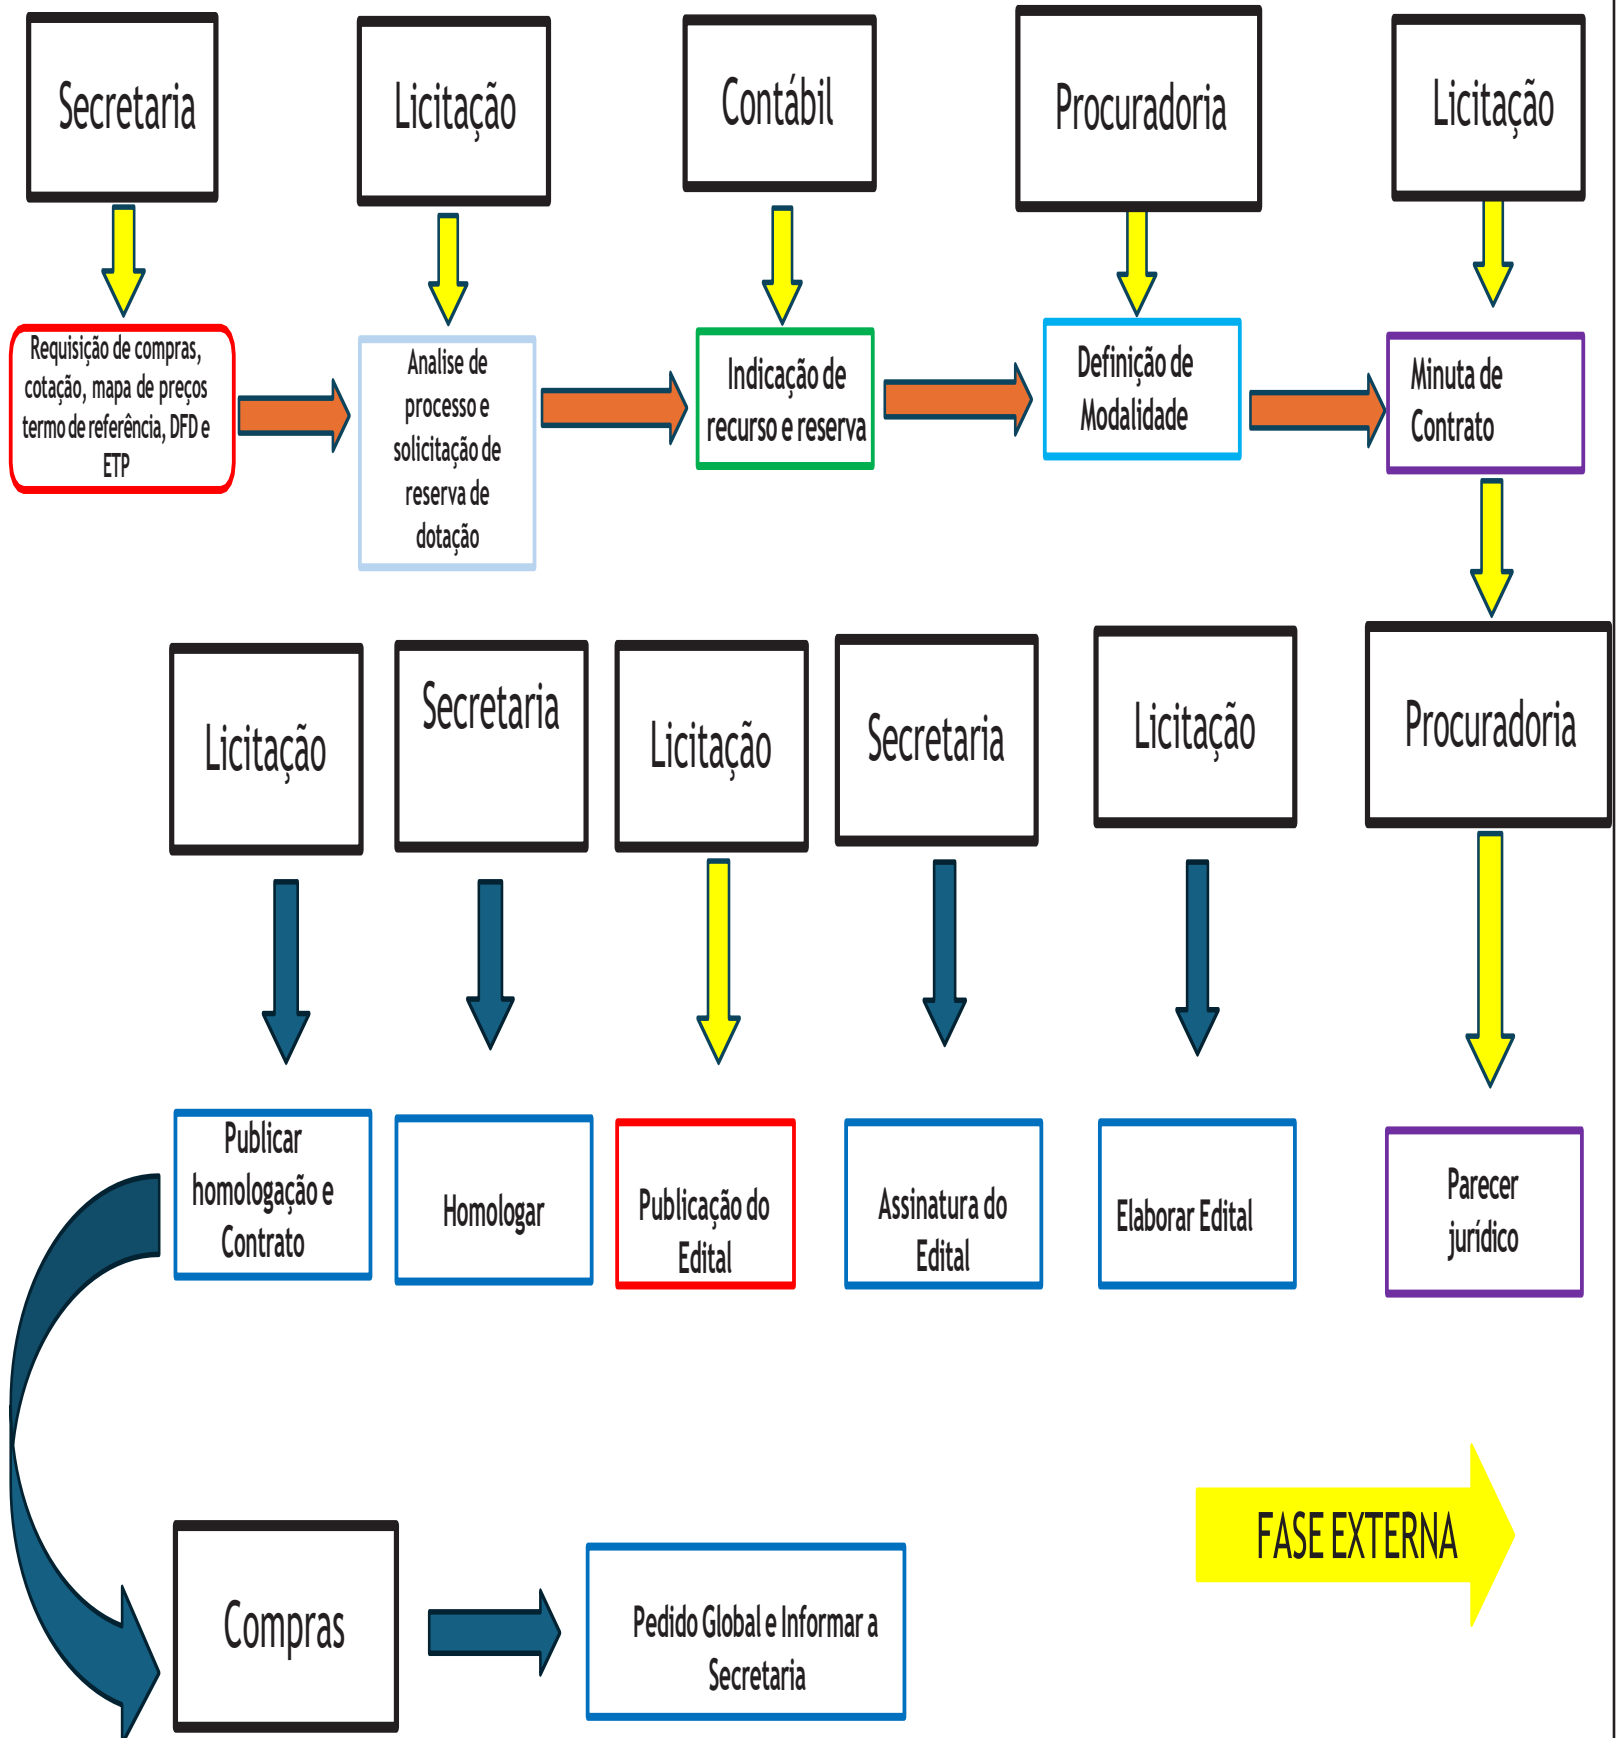 Secretaria
Licitação
Contábil
Procuradoria
Licitação
Requisição de compras,
cotação, mapa de preços
termo de referência, DFD e
ETP
Analise de
processo e
solicitação de
reserva de
dotação
Indicação de
recurso e reserva
Definição de
Modalidade
Minuta de
Contrato
Licitação
Secretaria
Licitação
Secretaria
Licitação
Procuradoria
Publicar
homologação e
Contrato
Homologar
Publicação do
Edital
Assinatura do
Edital
Elaborar Edital
Parecer
jurídico
FASE EXTERNA
Compras
Pedido Global e Informar a
Secretaria